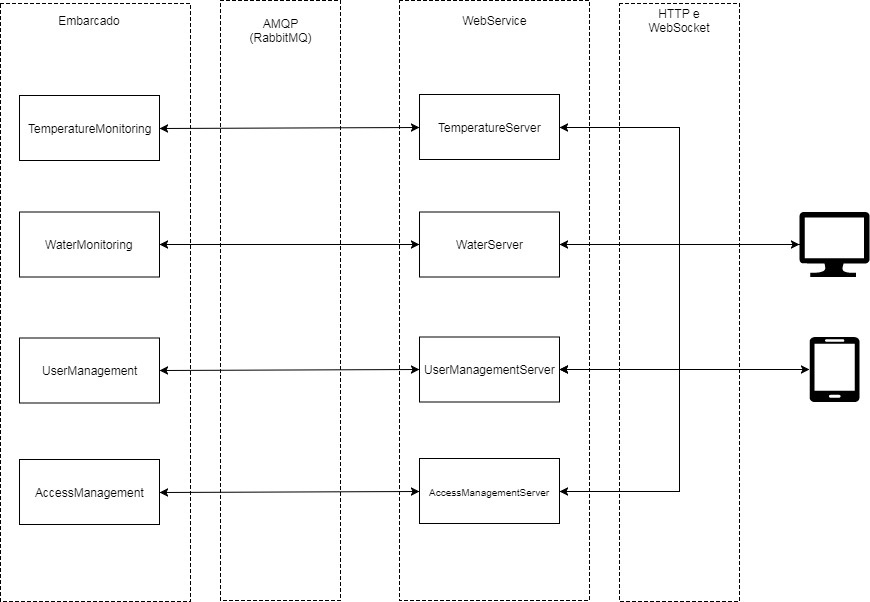 Embarcado
AMQP
(RabbitMQ)
WebService
HTTP e
WebSocket
TemperatureMonitoring
TemperatureServer
WaterMonitoring
WaterServer
UserManagement
UserManagementServer
AccessManagement
AccessManagementServer